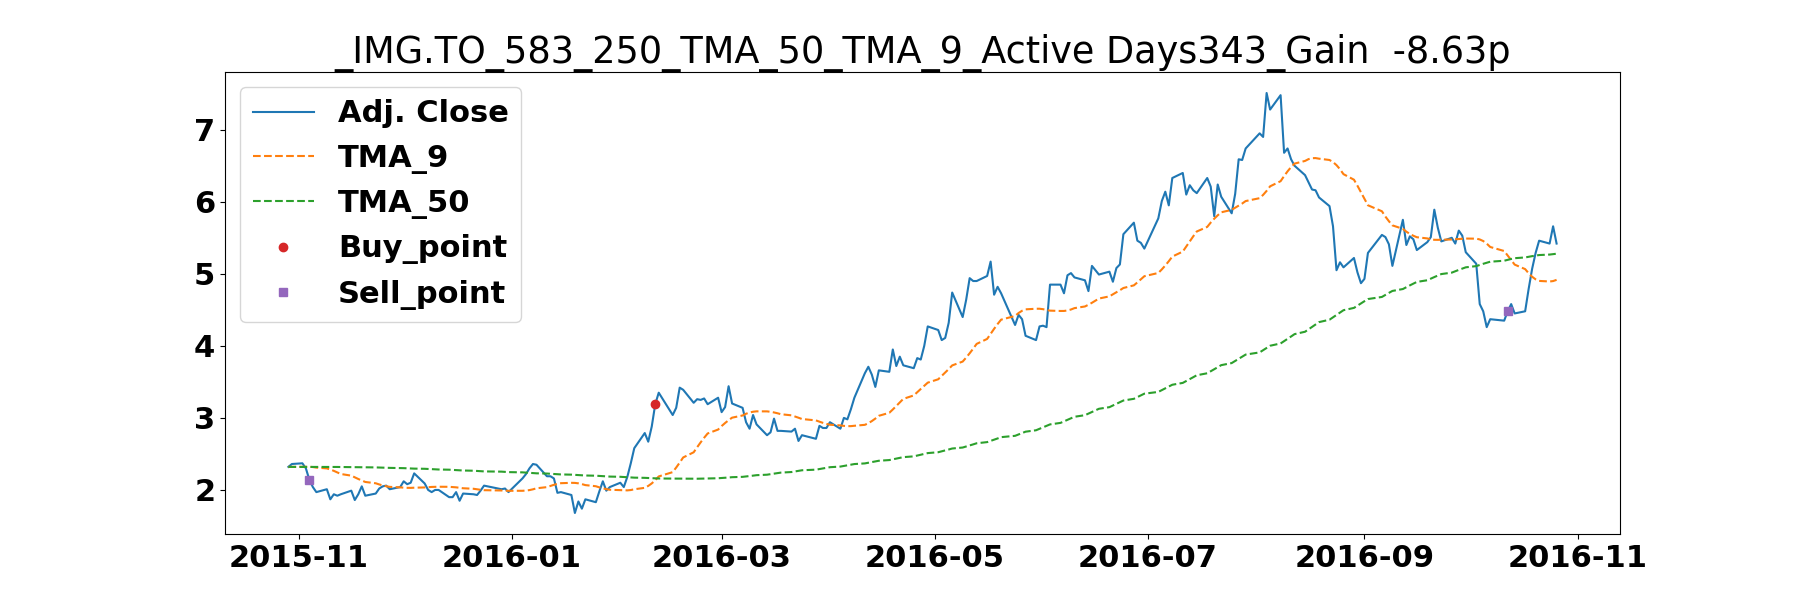 _IMG.TO_583_250_TMA_50_TMA_9_Active Days343_Gain  -8.63p
Adj. Close
TMA_9
TMA_50
Buy_point
Sell_point
7
6
5
4
3
2
2015-11 2016-01 2016-03 2016-05 2016-07 2016-09 2016-11